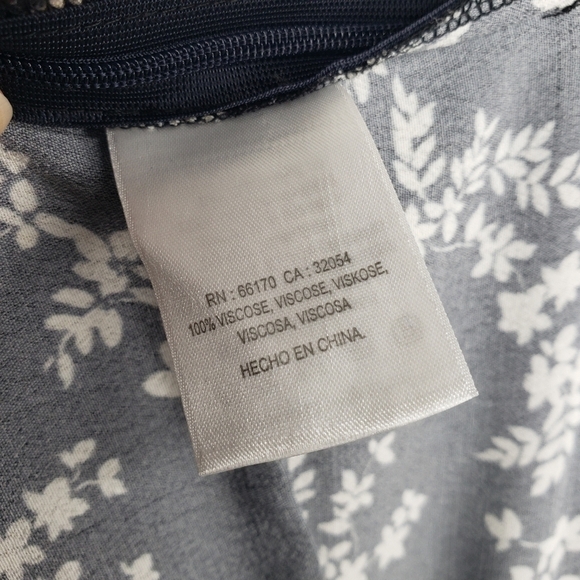 RN : 66170 CA : 32054
100% VISCOSE, VISCOSE, VISKOSE,
VISCOSA, VISCOSA
HECHO EN CHINA.